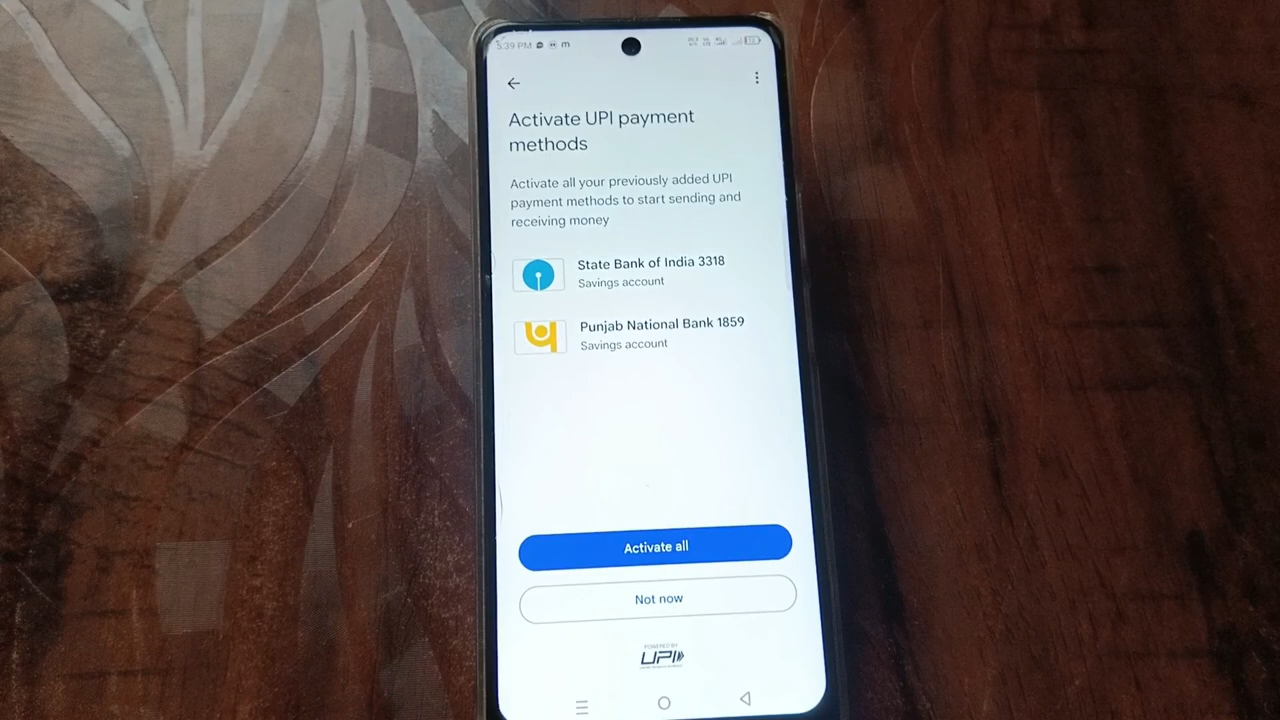 5:39 PM m
Activate UPI payment
methods
Activate all your previously added UPI
payment methods to start sending and
receiving money
State Bank of India 3318
Savings account
Punjab National Bank 1859
Savings account
Activate all
Not now
POWERED BY
UPI